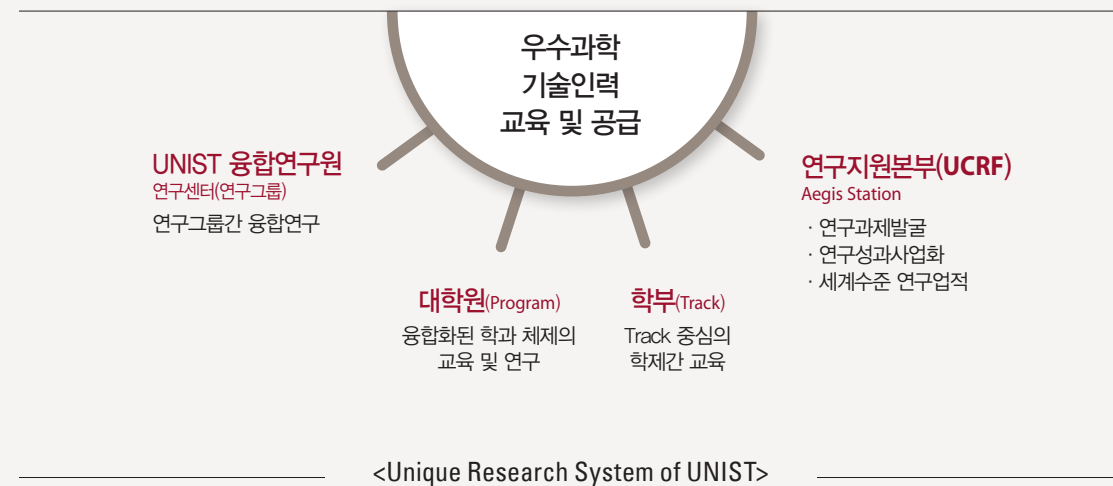 우수과학
기술인력
교육 및 공급
UNIST 융합연구원
연구센터(연구그룹)
연구그룹간 융합연구
대학원(Program)
융합화된 학과 체제의
교육 및 연구
학부(Track)
Track 중심의
학제간 교육
연구지원본부(UCRF)
Aegis Station
· 연구과제발굴
· 연구성과사업화
· 세계수준 연구업적
<Unique Research System of UNIST>